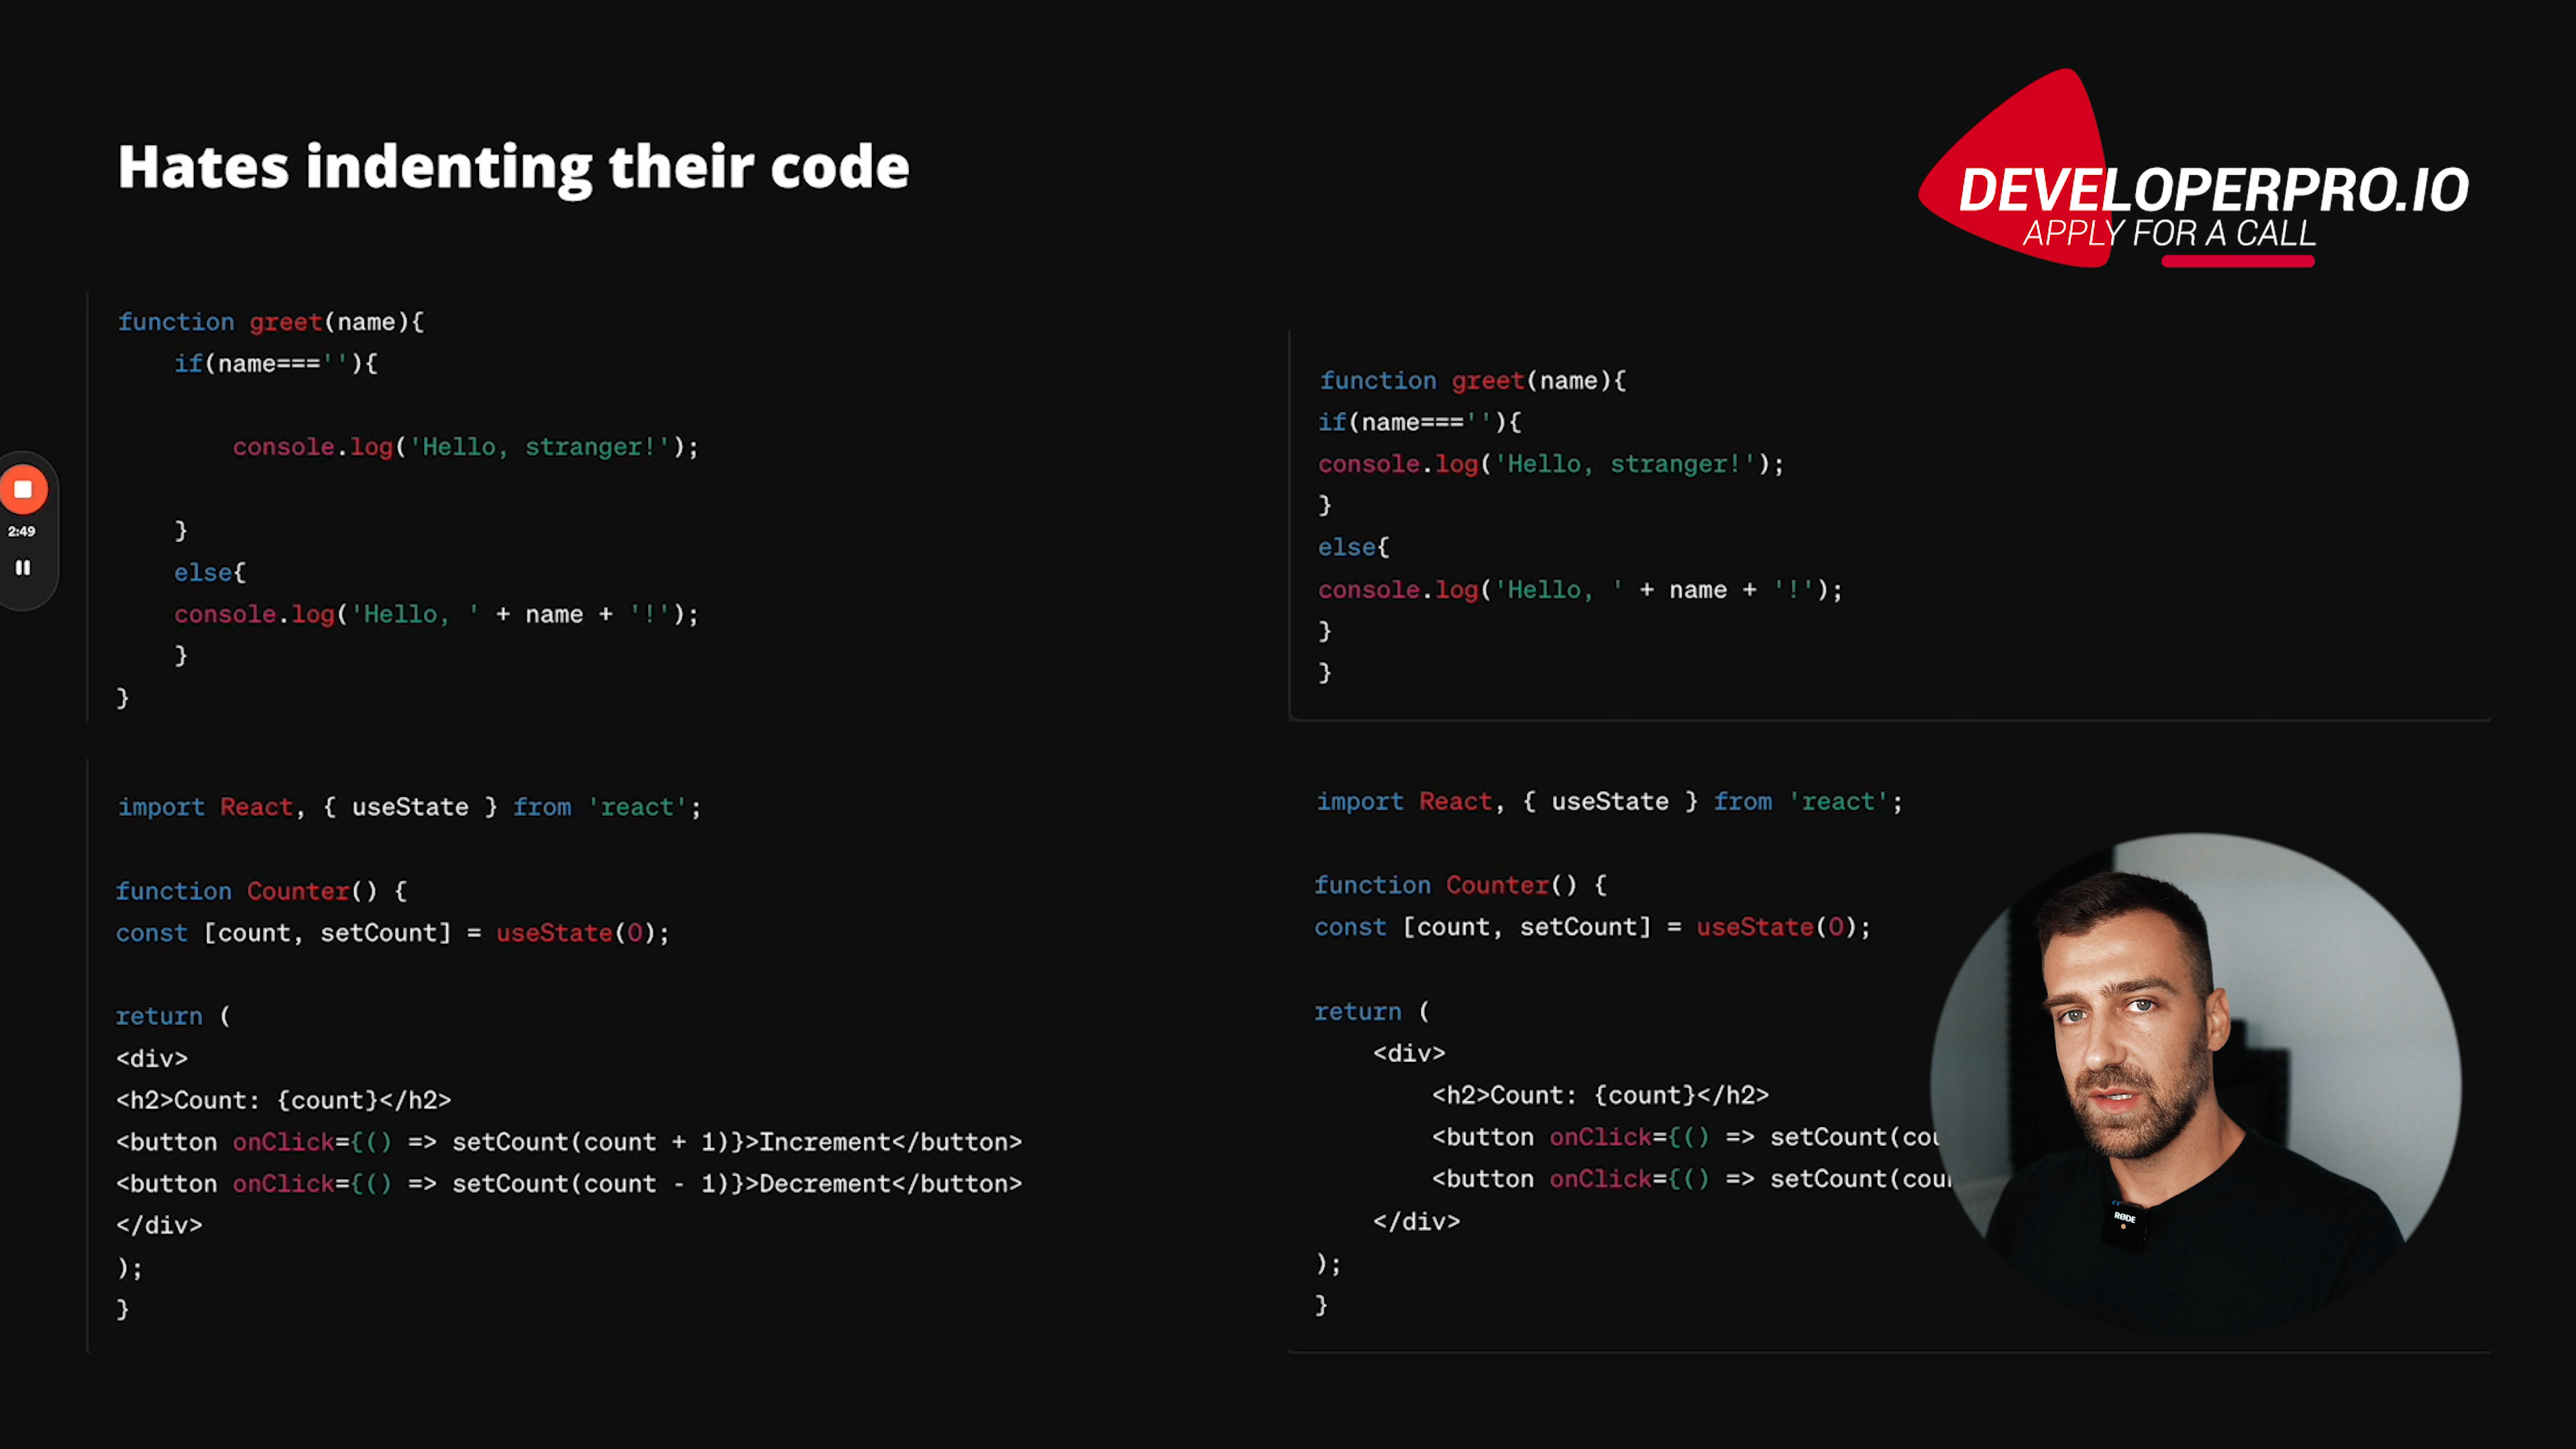 Hates indenting their code
DEVELOPERPRO.IO
APPLY FOR A CALL
function greet(name){
    if(name===''){

        console.log('Hello, stranger!');

    }
    else{
    console.log('Hello, ' + name + '!');
    }
}
function greet(name){
if(name===''){
console.log('Hello, stranger!');
}
else{
console.log('Hello, ' + name + '!');
}
}
2:49
import React, { useState } from 'react';

function Counter() {
const [count, setCount] = useState(0);

return (
<div>
<h2>Count: {count}</h2>
<button onClick={() => setCount(count + 1)}>Increment</button>
<button onClick={() => setCount(count - 1)}>Decrement</button>
</div>
);
}
import React, { useState } from 'react';

function Counter() {
const [count, setCount] = useState(0);

return (
    <div>
        <h2>Count: {count}</h2>
        <button onClick={() => setCount(cou
        <button onClick={() => setCount(cou
    </div>
);
}
RØDE